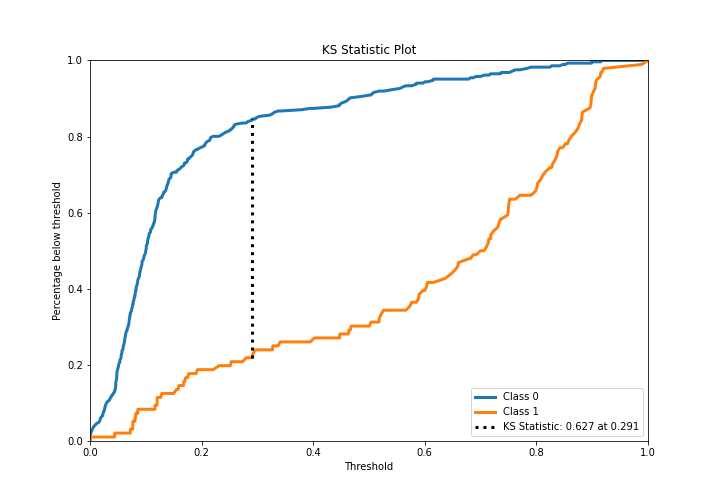 KS Statistic Plot
1.0
0.8
0.6
0.4
0.2
0.0
Percentage below threshold
Class 0
Class 1
KS Statistic: 0.627 at 0.291
0.0 0.2 0.4 0.6 0.8 1.0
Threshold